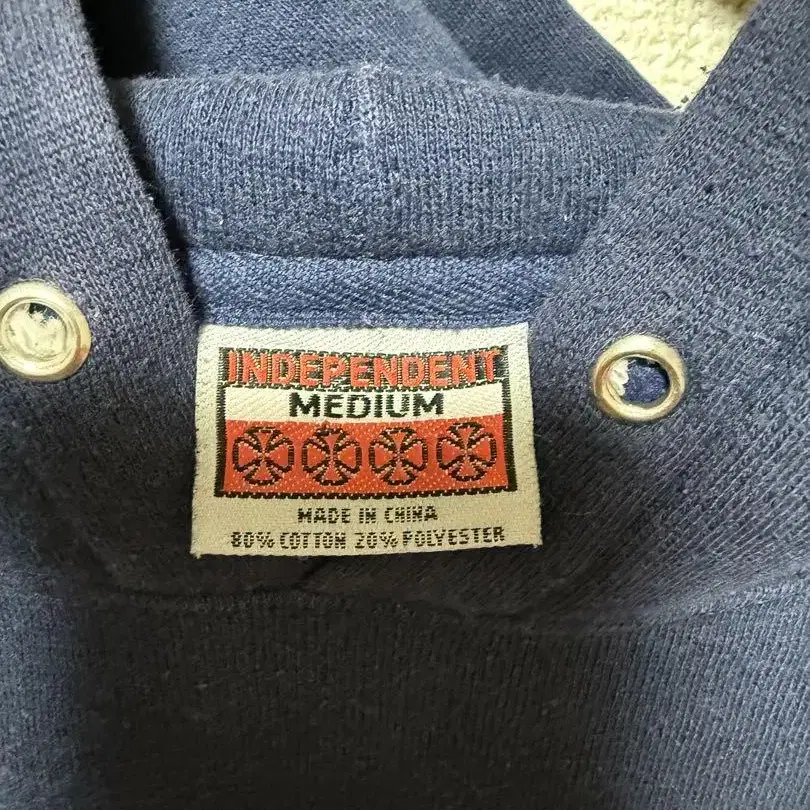 INDEPENDENT
MEDIUM
MADE IN CHINA
80% COTTON 20% POLYESTER